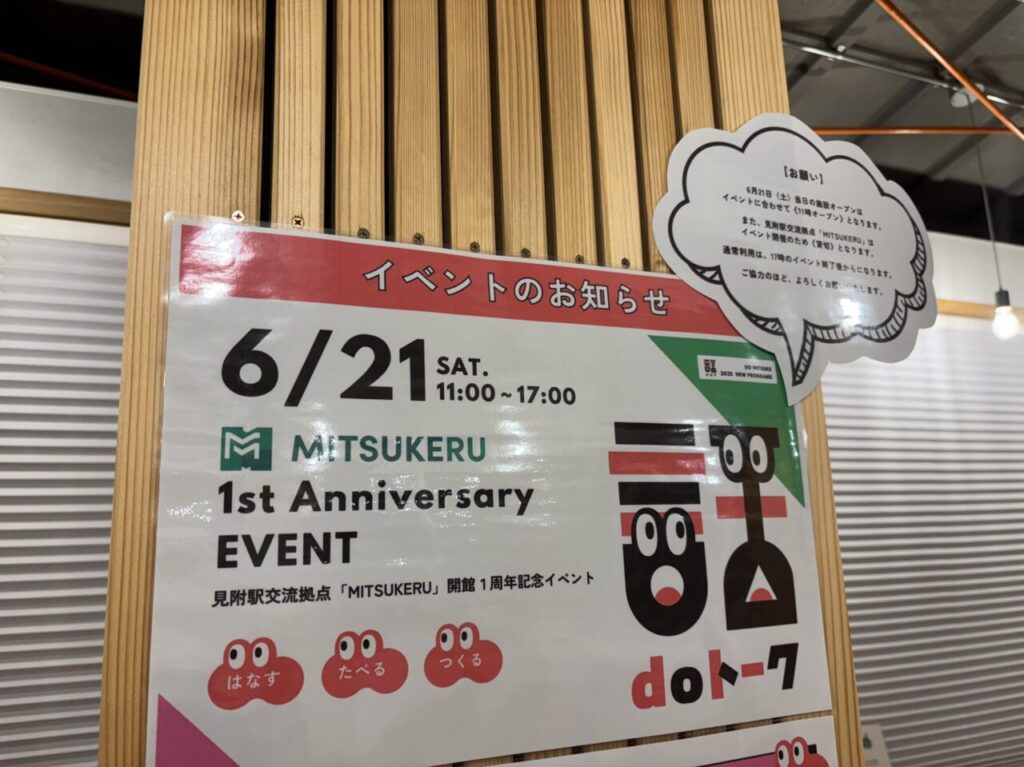 イベントのお知らせ
6/21 SAT.
11:00～17:00
MITSUKERU
1st Anniversary
EVENT
見附駅交流拠点「MITSUKERU」開館1周年記念イベント
はなす
たべる
つくる
DO MITSUKE
2025 NEW PROGRAMS
doトーク
【お願い】
6月21日(土)当日の施設オープンは
イベントに合わせて《11時オープン》となります。
また、見附駅交流拠点「MITSUKERU」は
イベント開催のため《貸切》となります。
通常利用は、17時のイベント終了後からになります。
ご協力のほど、よろしくお願いいたします。